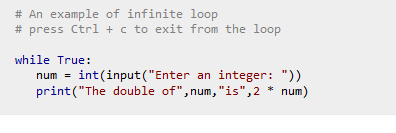 # An example of infinite loop
# press Ctrl + c to exit from the loop
while True:
   num = int(input("Enter an integer: "))
   print("The double of",num,"is",2 * num)